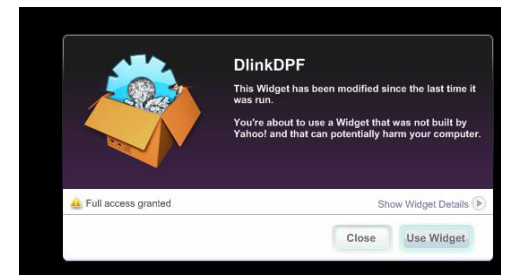 DlinkDPF
This Widget has been modified since the last time it
was run.
You're about to use a Widget that was not built by
Yahoo! and that can potentially harm your computer.
Full access granted
Show Widget Details
Close
Use Widget